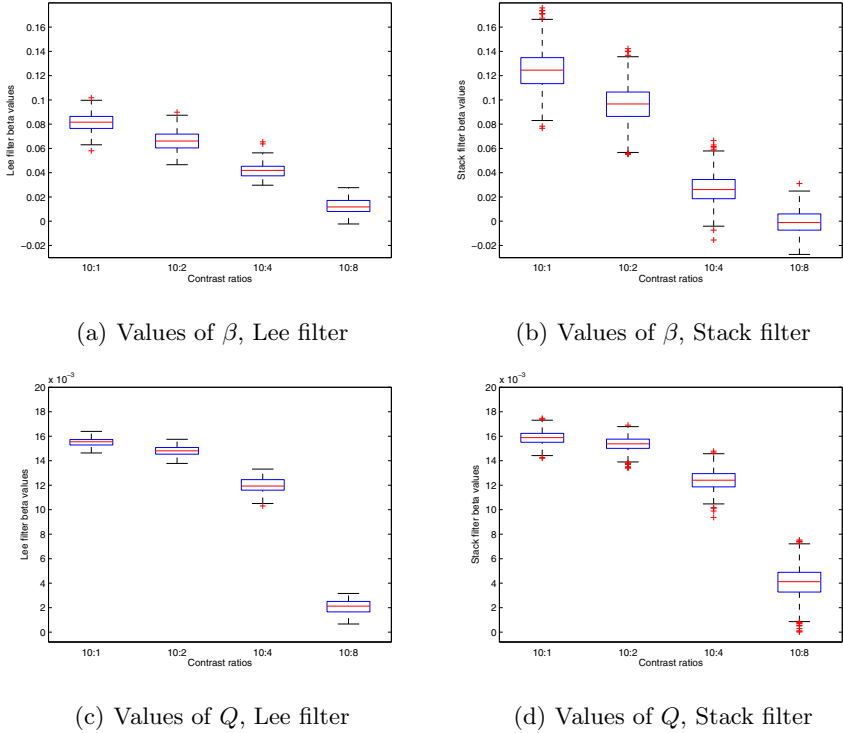 0.16
0.14
0.12
0.1
0.08
0.06
0.04
0.02
0
−0.02
Lee filter beta values
10:1 10:2 10:4 10:8
Contrast ratios
(a) Values of β, Lee filter
0.16
0.14
0.12
0.1
0.08
0.06
0.04
0.02
0
−0.02
Stack filter beta values
10:1 10:2 10:4 10:8
Contrast ratios
(b) Values of β, Stack filter
x 10⁻³
20
18
16
14
12
10
8
6
4
2
0
Lee filter beta values
10:1 10:2 10:4 10:8
Contrast ratios
(c) Values of Q, Lee filter
x 10⁻³
20
18
16
14
12
10
8
6
4
2
0
Stack filter beta values
10:1 10:2 10:4 10:8
Contrast ratios
(d) Values of Q, Stack filter